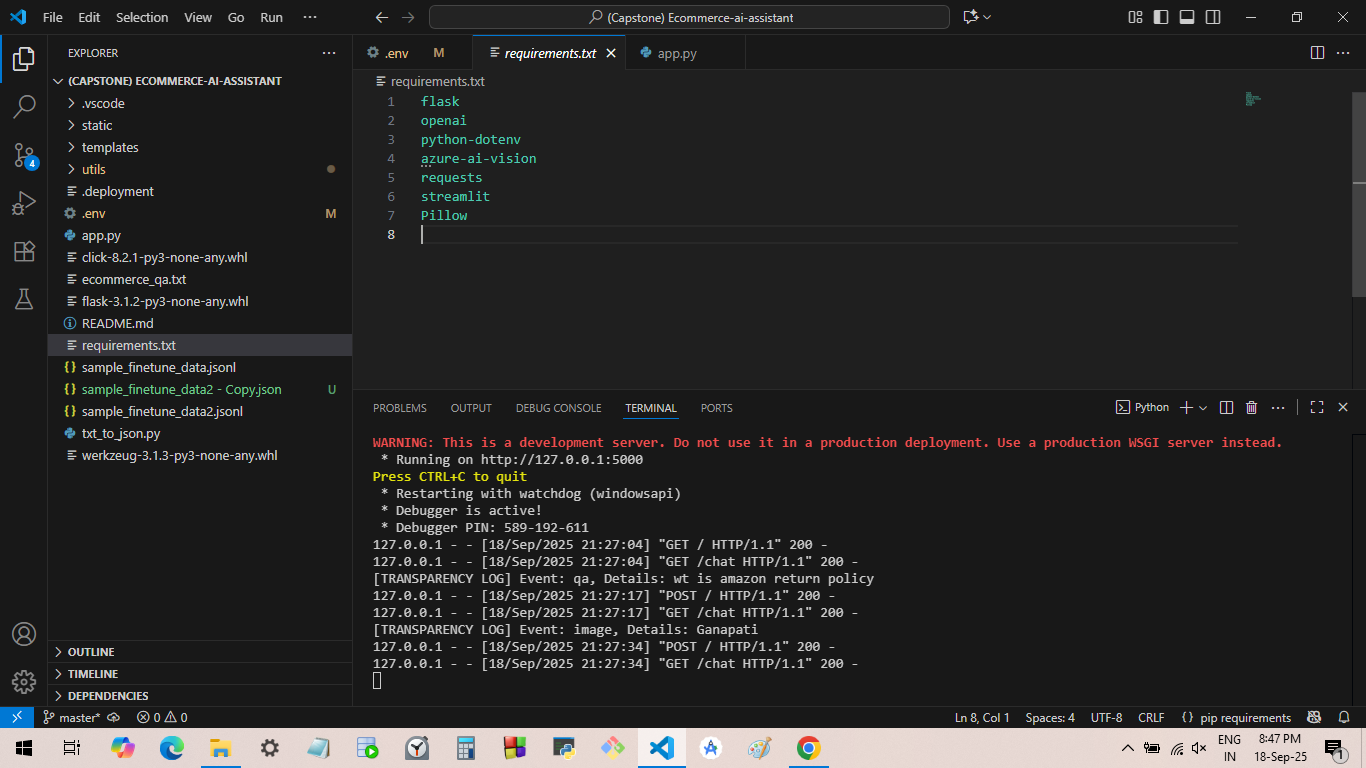 File Edit Selection View Go Run ··· (Capstone) Ecommerce-ai-assistant
EXPLORER ···
(CAPSTONE) ECOMMERCE-AI-ASSISTANT
.vscode
static
templates
utils
.deployment
.env M
app.py
click-8.2.1-py3-none-any.whl
ecommerce_qa.txt
flask-3.1.2-py3-none-any.whl
README.md
requirements.txt
sample_finetune_data.jsonl
sample_finetune_data2 - Copy.json U
sample_finetune_data2.jsonl
txt_to_json.py
werkzeug-3.1.3-py3-none-any.whl
OUTLINE
TIMELINE
DEPENDENCIES
4
.env M requirements.txt app.py
requirements.txt
1 flask
2 openai
3 python-dotenv
4 azure-ai-vision
5 requests
6 streamlit
7 Pillow
8
PROBLEMS OUTPUT DEBUG CONSOLE TERMINAL PORTS Python
WARNING: This is a development server. Do not use it in a production deployment. Use a production WSGI server instead.
* Running on http://127.0.0.1:5000
Press CTRL+C to quit
* Restarting with watchdog (windowsapi)
* Debugger is active!
* Debugger PIN: 589-192-611
127.0.0.1 - - [18/Sep/2025 21:27:04] "GET / HTTP/1.1" 200 -
127.0.0.1 - - [18/Sep/2025 21:27:04] "GET /chat HTTP/1.1" 200 -
[TRANSPARENCY LOG] Event: qa, Details: wt is amazon return policy
127.0.0.1 - - [18/Sep/2025 21:27:17] "POST / HTTP/1.1" 200 -
127.0.0.1 - - [18/Sep/2025 21:27:17] "GET /chat HTTP/1.1" 200 -
[TRANSPARENCY LOG] Event: image, Details: Ganapati
127.0.0.1 - - [18/Sep/2025 21:27:34] "POST / HTTP/1.1" 200 -
127.0.0.1 - - [18/Sep/2025 21:27:34] "GET /chat HTTP/1.1" 200 -
master* 0 0 Ln 8, Col 1 Spaces: 4 UTF-8 CRLF {} pip requirements
ENG 8:47 PM
IN 18-Sep-25 1